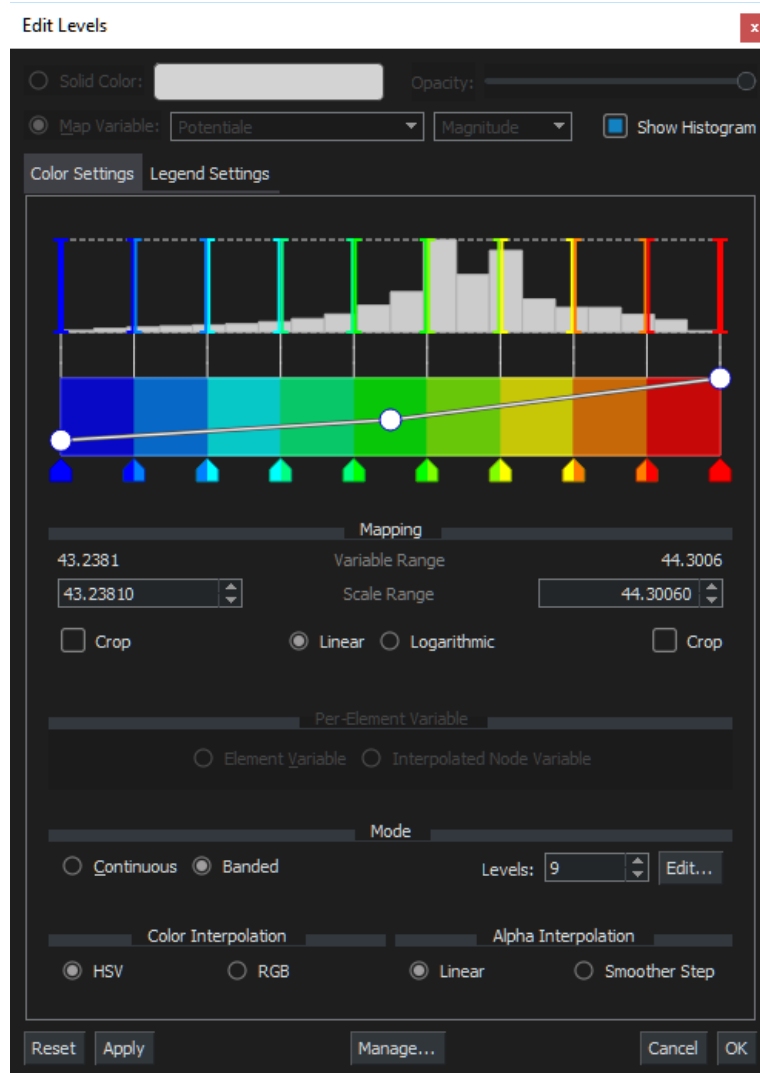 Edit Levels
x
Solid Color: Opacity:
Map Variable: Potentiale Magnitude Show Histogram
Color Settings Legend Settings
Mapping
43.2381 Variable Range 44.3006
43.23810 Scale Range 44.30060
Crop Linear Logarithmic Crop
Per-Element Variable
Element Variable Interpolated Node Variable
Mode
Continuous Banded Levels: 9 Edit...
Color Interpolation Alpha Interpolation
HSV RGB Linear Smoother Step
Reset Apply Manage... Cancel OK